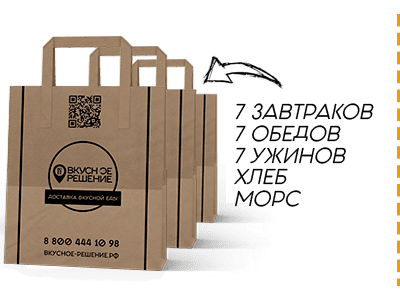 ВКУСНОЕ
РЕШЕНИЕ
ДОСТАВКА ВКУСНОЙ ЕДЫ
8 800 444 10 98
ВКУСНОЕ-РЕШЕНИЕ.РФ
7 ЗАВТРАКОВ
7 ОБЕДОВ
7 УЖИНОВ
ХЛЕБ
МОРС